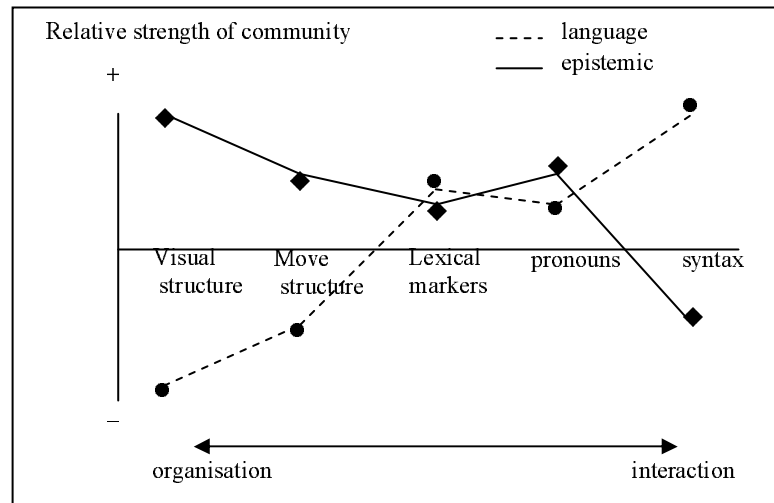 Relative strength of community
language
epistemic
+
Visual structure
Move structure
Lexical markers
pronouns
syntax
–
organisation
interaction